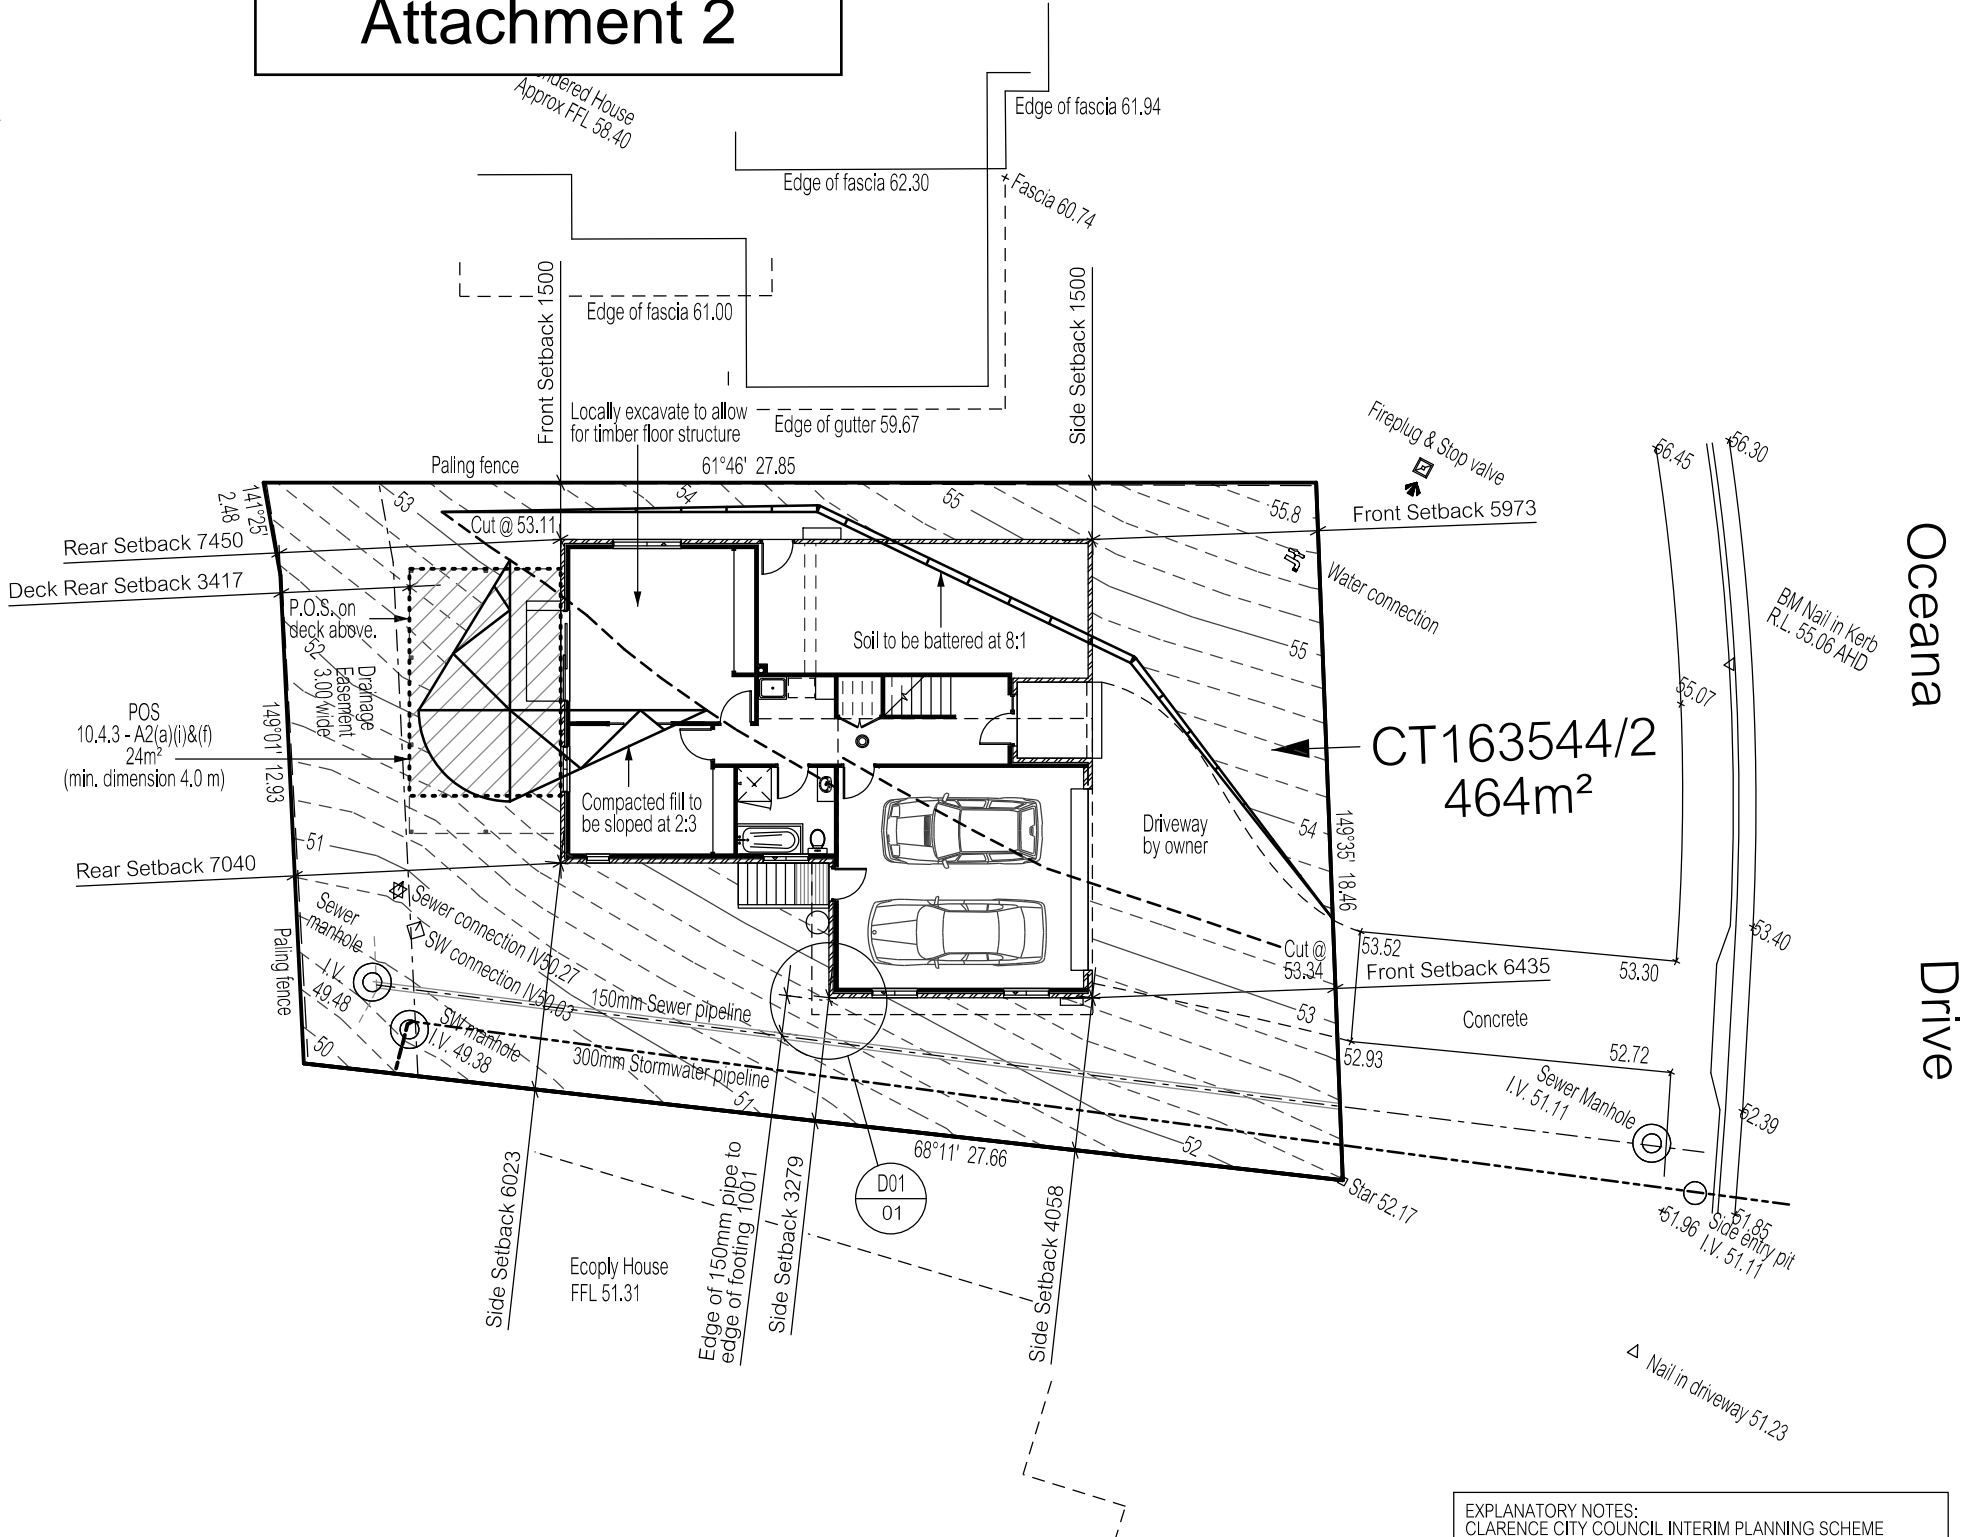 Attachment 2
Rendered House
Approx FFL 58.40
Edge of fascia 61.94
Edge of fascia 62.30
+ Fascia 60.74
Edge of fascia 61.00
Front Setback 1500
Side Setback 1500
Locally excavate to allow
for timber floor structure
Edge of gutter 59.67
Paling fence
61°46' 27.85
Fireplug & Stop valve
56.45
56.30
141°25'
2.48
53
54
55
55.8
Cut @ 53.11
Front Setback 5973
Rear Setback 7450
Deck Rear Setback 3417
Oceana
Drive
P.O.S. on
deck above.
52
Drainage
Easement
3.00 wide
Soil to be battered at 8:1
Water connection
55
BM Nail in Kerb
R.L. 55.06 AHD
55.07
POS
10.4.3 - A2(a)(i)&(f)
24m²
(min. dimension 4.0 m)
149°01' 12.93
CT163544/2
464m²
Compacted fill to
be sloped at 2:3
Driveway
by owner
54
149°35' 18.46
51
Rear Setback 7040
Sewer
manhole
I.V.
49.48
Sewer connection IV50.27
SW connection IV50.03
Paling fence
150mm Sewer pipeline
SW manhole
I.V. 49.38
300mm Stormwater pipeline
50
51
Cut @
53.34
53.52
53.30
53.40
Front Setback 6435
53
Concrete
52.93
52.72
Sewer Manhole
I.V. 51.11
52.39
52
68°11' 27.66
Star 52.17
51.96
51.85
Side entry pit
I.V. 51.11
D01
01
Side Setback 6023
Edge of 150mm pipe to
edge of footing 1001
Side Setback 3279
Side Setback 4058
Ecoply House
FFL 51.31
Nail in driveway 51.23
EXPLANATORY NOTES:
CLARENCE CITY COUNCIL INTERIM PLANNING SCHEME